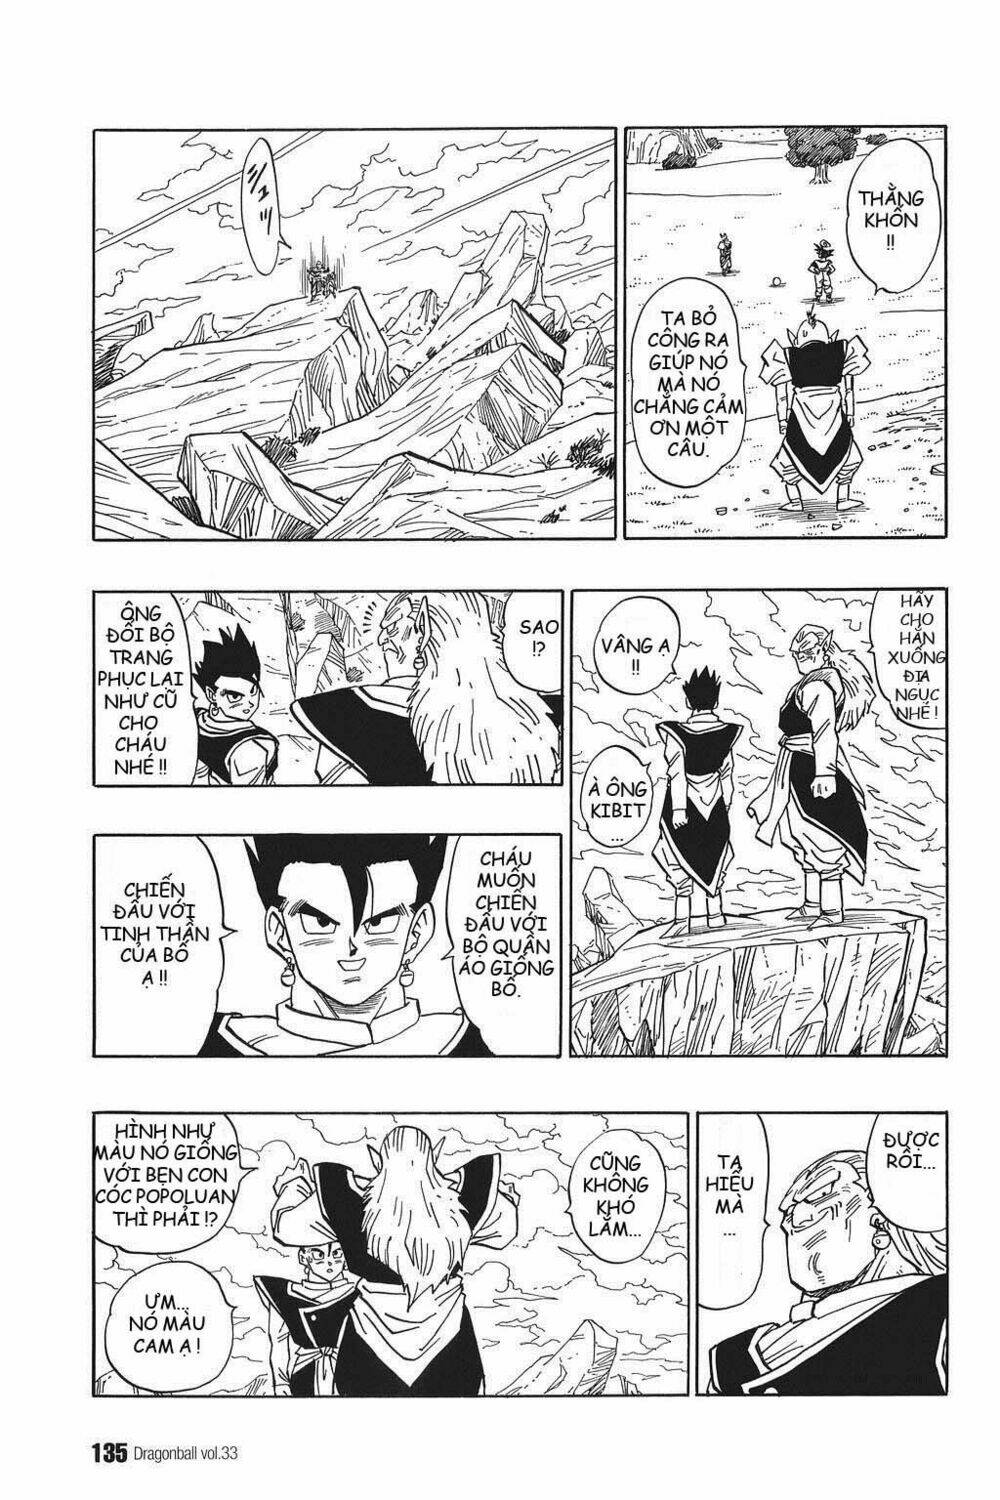 THẰNG
KHỐN
!!
TA BỎ
CÔNG RA
GIÚP NÓ
MÀ NÓ
CHẲNG CẢM
ƠN MỘT
CÂU.
HÃY
CHO
HẮN
XUỐNG
ĐỊA
NGỤC
NHÉ!
VÂNG Ạ
!!
À ÔNG
KIBIT
...
SAO
!?
ÔNG
ĐỔI BỘ
TRANG
PHỤC LẠI
NHƯ CŨ
CHO
CHÁU
NHÉ !!
CHÁU
MUỐN
CHIẾN
ĐẤU VỚI
BỘ QUẦN
ÁO GIỐNG
BỐ.
CHIẾN
ĐẤU VỚI
TINH THẦN
CỦA BỐ
Ạ !!
ĐƯỢC
RỒI...
TA
HIỂU
MÀ
...
CŨNG
KHÔNG
KHÓ
LẮM...
HÌNH NHƯ
MÀU NÓ GIỐNG
VỚI BẸN CON
CÓC POPOLUAN
THÌ PHẢI !?
ƯM...
NÓ MÀU
CAM Ạ !
135 Dragonball vol.33